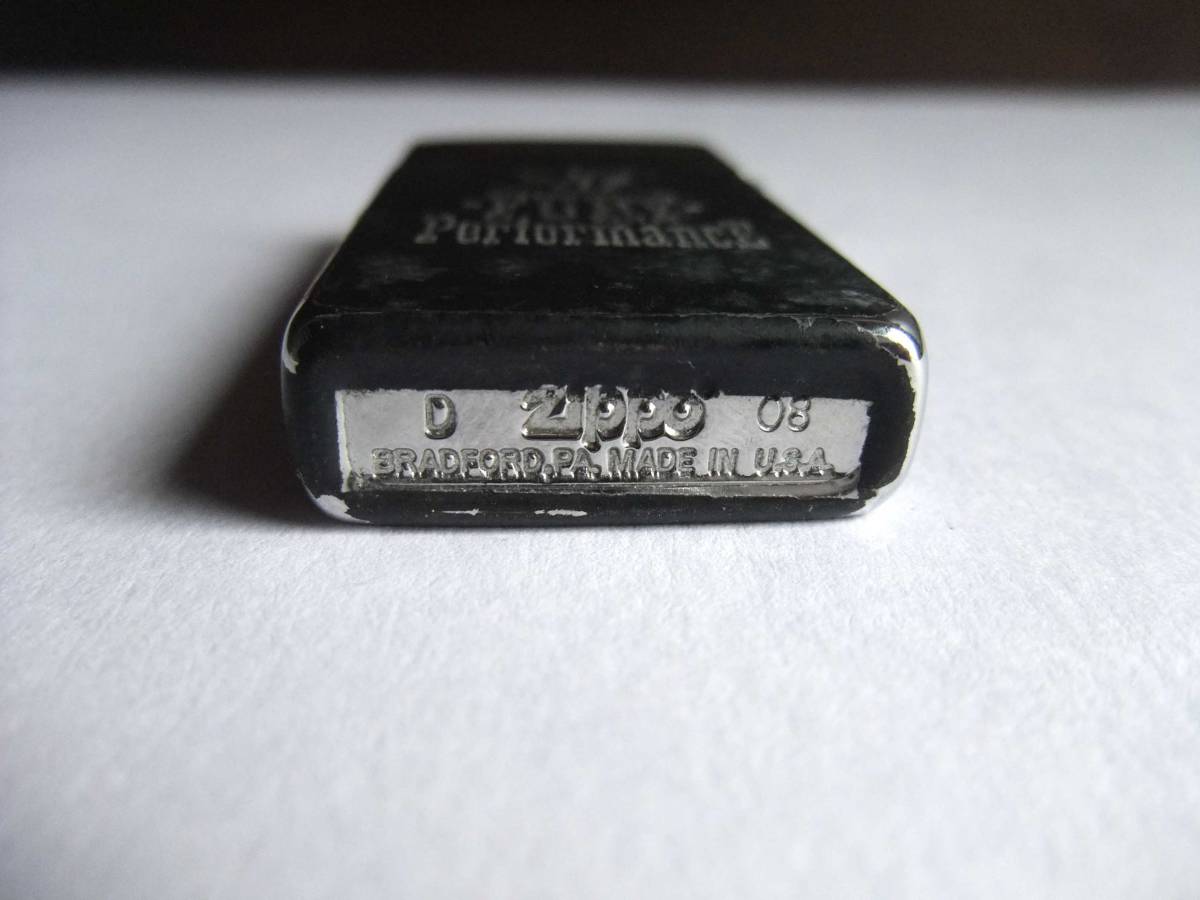 PerformancE
D Zippo 08
BRADFORD, PA. MADE IN U.S.A.